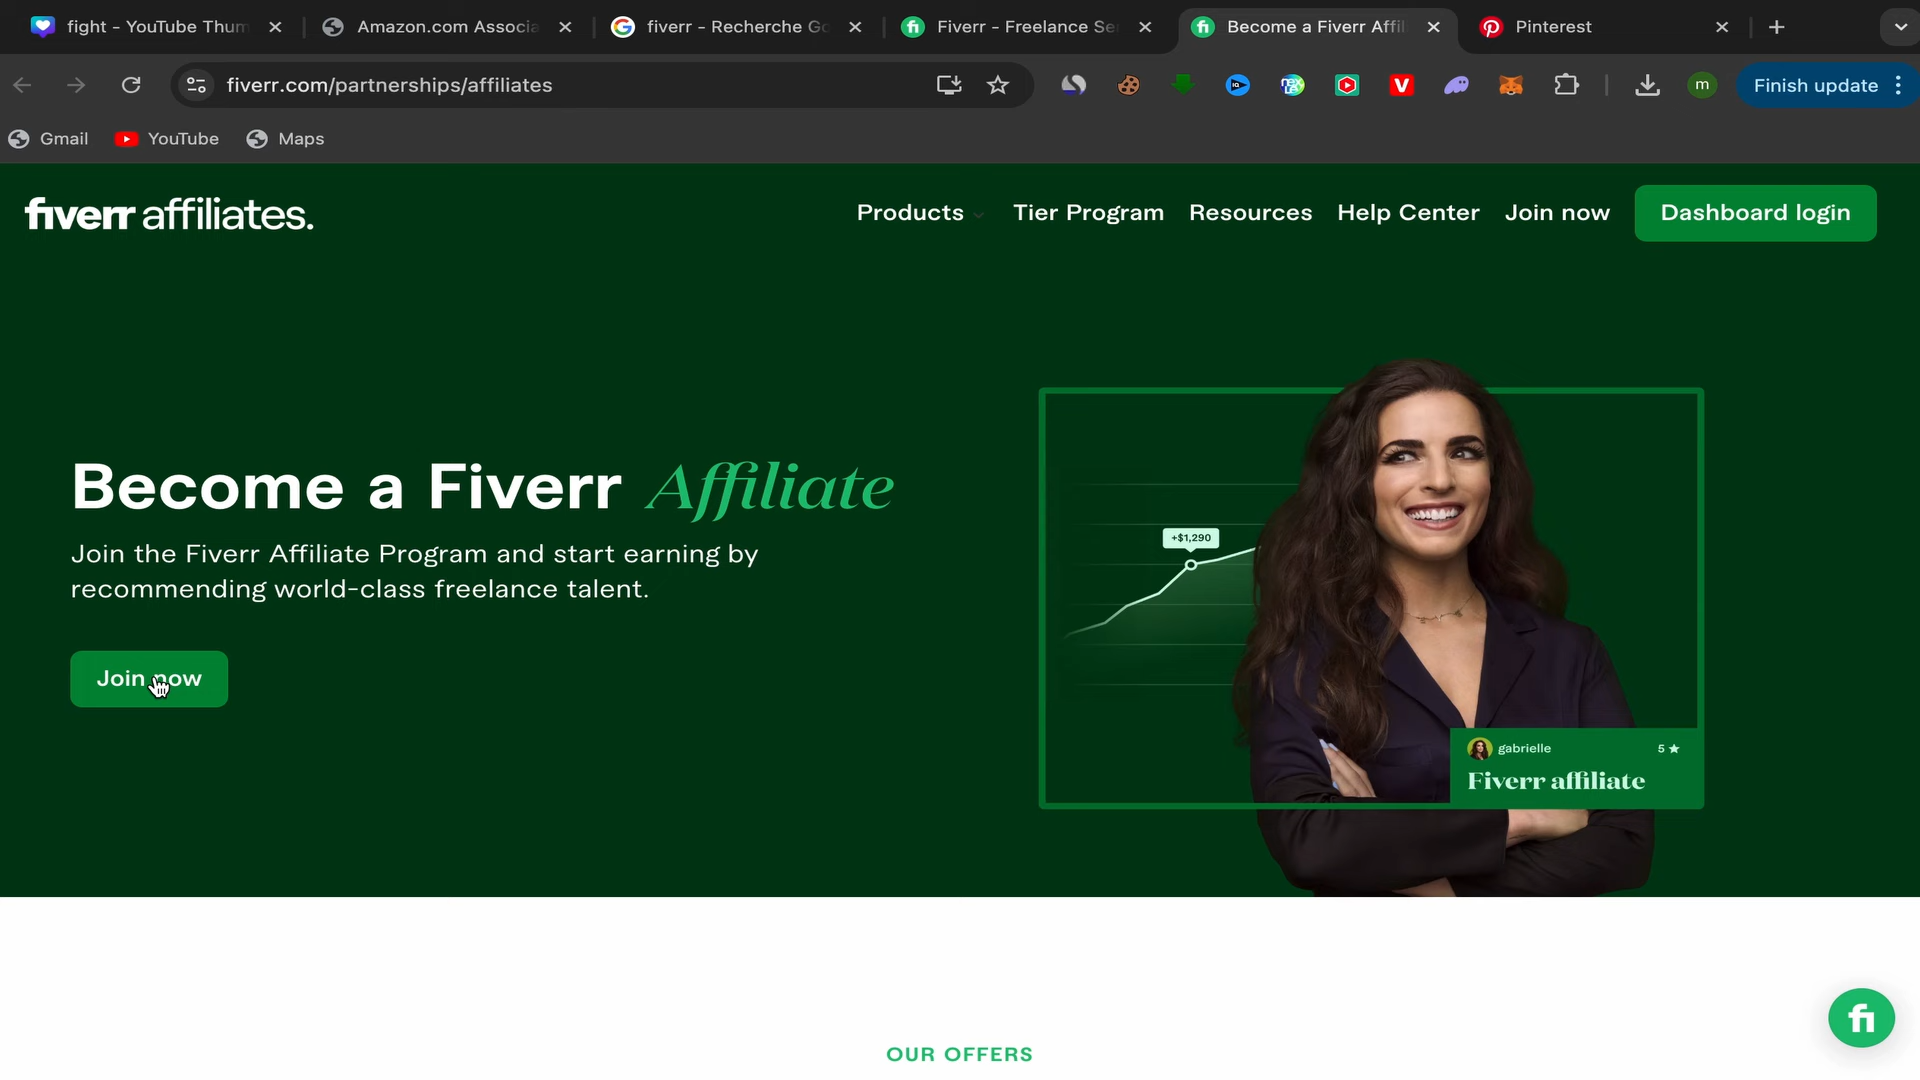 fight - YouTube Thum
Amazon.com Associa
fiverr - Recherche Go
Fiverr - Freelance Se
Become a Fiverr Affil
Pinterest
fiverr.com/partnerships/affiliates
m
Finish update
Gmail
YouTube
Maps
fiverr affiliates.
Products
Tier Program
Resources
Help Center
Join now
Dashboard login
Become a Fiverr Affiliate
Join the Fiverr Affiliate Program and start earning by
recommending world-class freelance talent.
Join now
+$1,290
gabrielle
5 ★
Fiverr affiliate
fi
OUR OFFERS